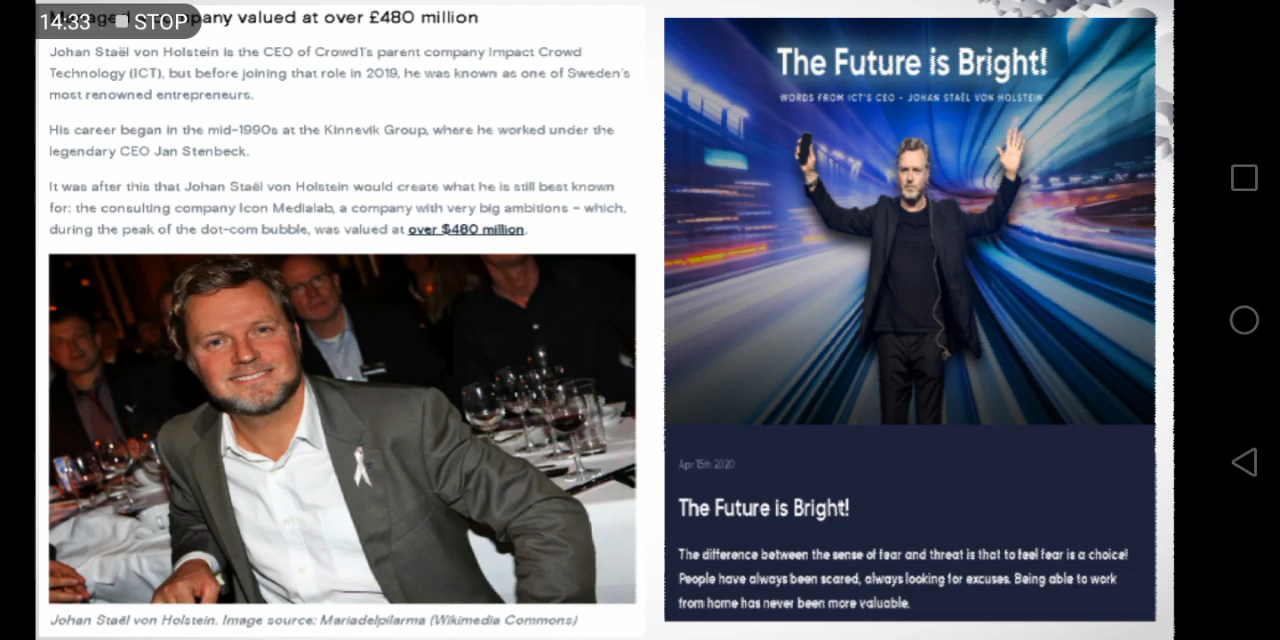 14:33 STOP
Managed a company valued at over £480 million
Johan Staël von Holstein is the CEO of Crowd1's parent company Impact Crowd
Technology (ICT), but before joining that role in 2019, he was known as one of Sweden's
most renowned entrepreneurs.
His career began in the mid-1990s at the Kinnevik Group, where he worked under the
legendary CEO Jan Stenbeck.
It was after this that Johan Staël von Holstein would create what he is still best known
for: the consulting company Icon Medialab, a company with very big ambitions – which,
during the peak of the dot-com bubble, was valued at over $480 million.
Johan Staël von Holstein. Image source: Mariadelpilarma (Wikimedia Commons)
The Future is Bright!
WORDS FROM ICT'S CEO - JOHAN STAËL VON HOLSTEIN
Apr 15th 2020
The Future is Bright!
The difference between the sense of fear and threat is that to feel fear is a choice!
People have always been scared, always looking for excuses. Being able to work
from home has never been more valuable.